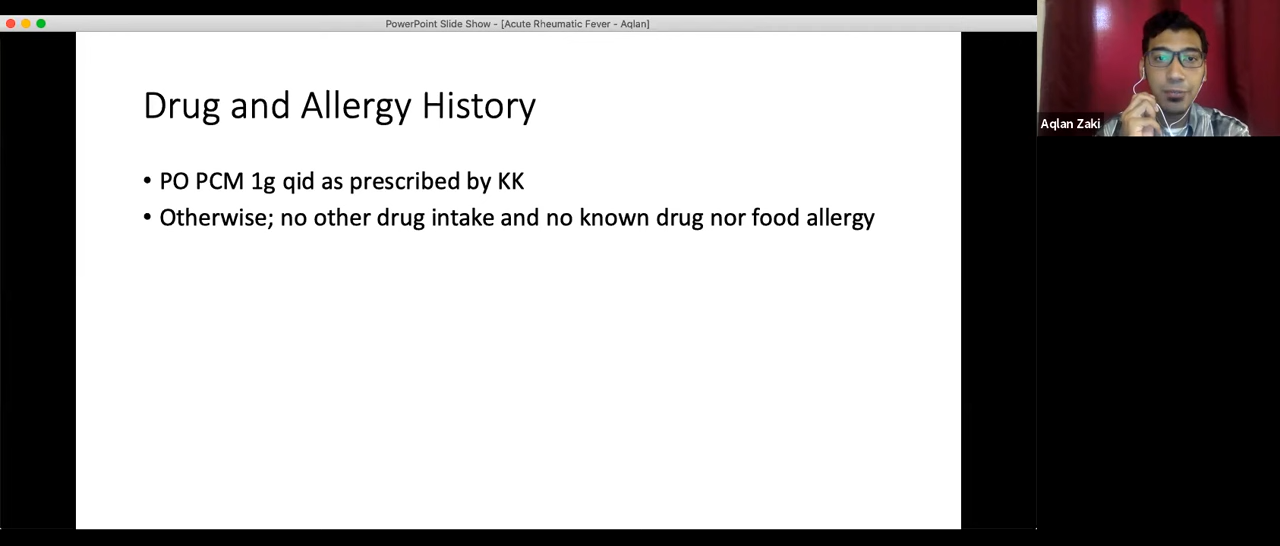 PowerPoint Slide Show - [Acute Rheumatic Fever - Aqlan]
Drug and Allergy History
• PO PCM 1g qid as prescribed by KK
• Otherwise; no other drug intake and no known drug nor food allergy
Aqlan Zaki